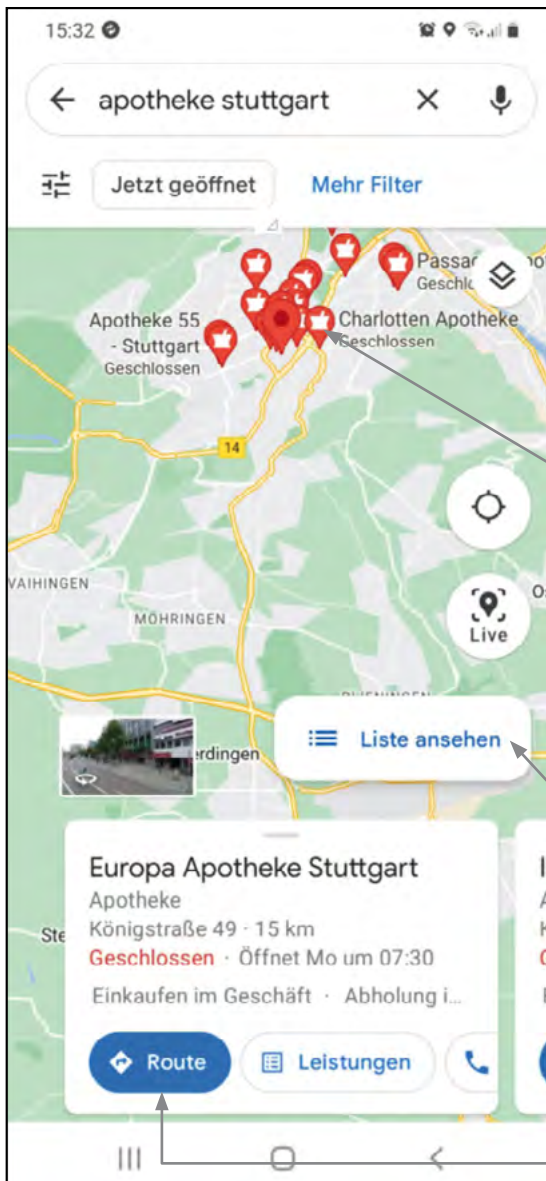 15:32
apotheke stuttgart
Jetzt geöffnet
Mehr Filter
Geschlossen
Apotheke 55
- Stuttgart
Geschlossen
Charlotten Apotheke
Geschlossen
14
VAIHINGEN
MÖHRINGEN
Live
Liste ansehen
Europa Apotheke Stuttgart
Apotheke
Königstraße 49 · 15 km
Geschlossen · Öffnet Mo um 07:30
Einkaufen im Geschäft · Abholung i...
Route
Leistungen